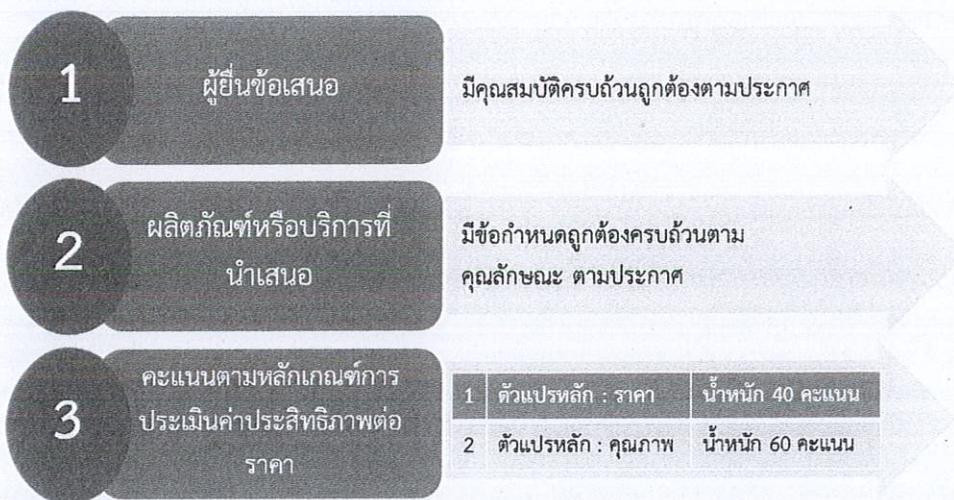 1
ผู้ยื่นข้อเสนอ
มีคุณสมบัติครบถ้วนถูกต้องตามประกาศ
2
ผลิตภัณฑ์หรือบริการที่
นำเสนอ
มีข้อกำหนดถูกต้องครบถ้วนตาม
คุณลักษณะ ตามประกาศ
3
คะแนนตามหลักเกณฑ์การ
ประเมินค่าประสิทธิภาพต่อ
ราคา
1 ตัวแปรหลัก : ราคา น้ำหนัก 40 คะแนน
2 ตัวแปรหลัก : คุณภาพ น้ำหนัก 60 คะแนน